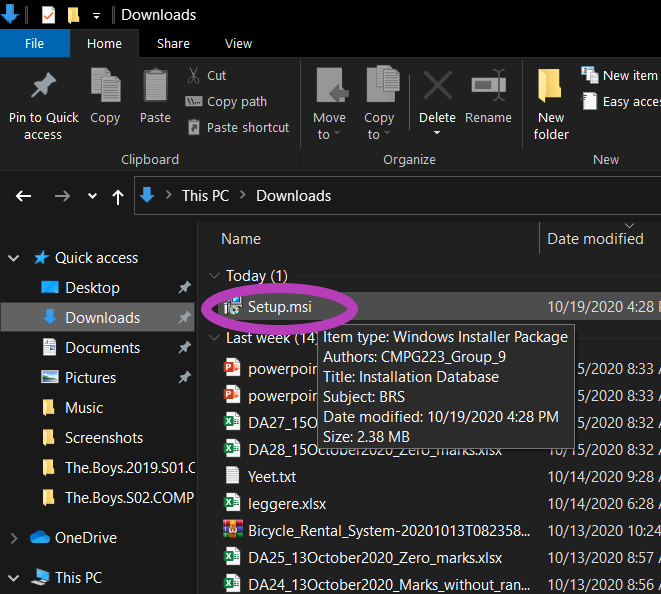 Downloads
File Home Share View
Pin to Quick access
Copy
Paste
Cut
Copy path
Paste shortcut
Clipboard
Move to
Copy to
Delete
Rename
Organize
New folder
New item
Easy acces
New
This PC > Downloads
Name Date modified
Quick access
Desktop
Downloads
Documents
Pictures
Music
Screenshots
The.Boys.2019.S01.C
The.Boys.S02.COMP
OneDrive
This PC
Today (1)
Setup.msi 10/19/2020 4:28 P
Last week (14)
Item type: Windows Installer Package
Authors: CMPG223_Group_9
Title: Installation Database
Subject: BRS
Date modified: 10/19/2020 4:28 PM
Size: 2.38 MB
powerpoin 5/2020 8:33 A
powerpoin 5/2020 8:33 A
DA27_15O 5/2020 8:32 A
DA28_15October2020_Zero_marks.xlsx 10/15/2020 8:32 A
Yeet.txt 10/14/2020 9:28 A
leggere.xlsx 10/14/2020 6:28 A
Bicycle_Rental_System-20201013T082358... 10/13/2020 10:24
DA25_13October2020_Zero_marks.xlsx 10/13/2020 8:57 A
DA24_13October2020_Marks_without_ran... 10/13/2020 8:56 A